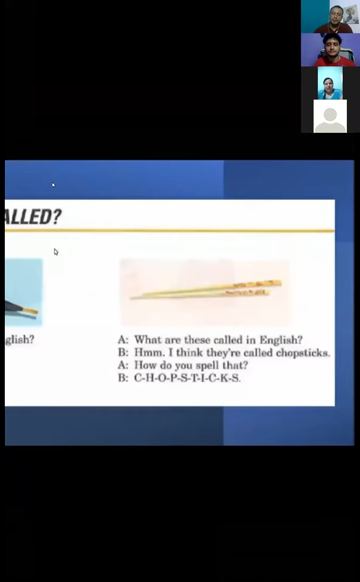 ALLED?
glish?
A: What are these called in English?
B: Hmm. I think they're called chopsticks.
A: How do you spell that?
B: C-H-O-P-S-T-I-C-K-S.